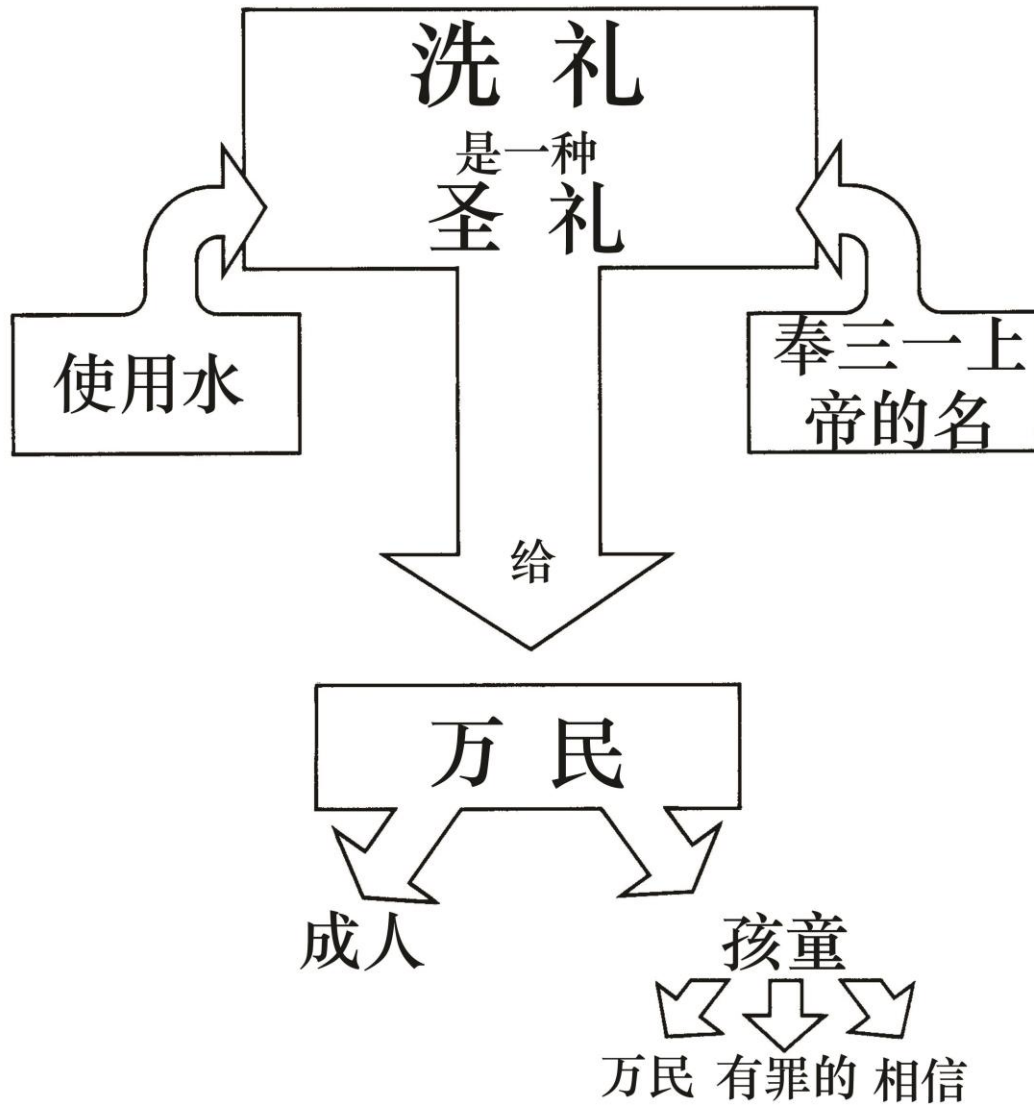 洗礼
是一种
圣礼
使用水
奉三一上
帝的名
给
万民
成人
孩童
万民 有罪的 相信